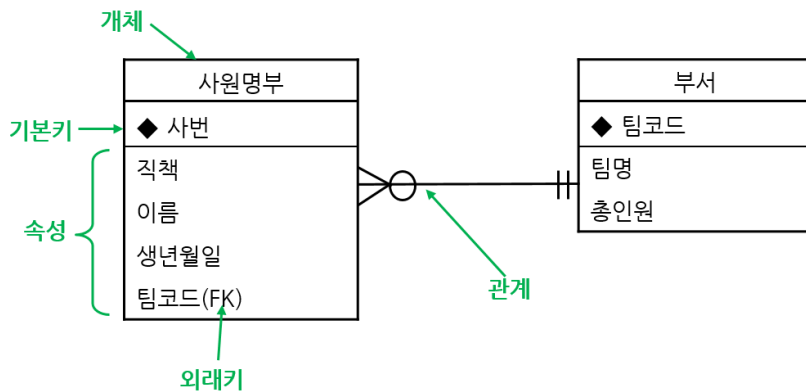 개체
사원명부
부서
기본키
◆ 사번
◆ 팀코드
속성
직책
이름
생년월일
팀코드(FK)
팀명
총인원
관계
외래키